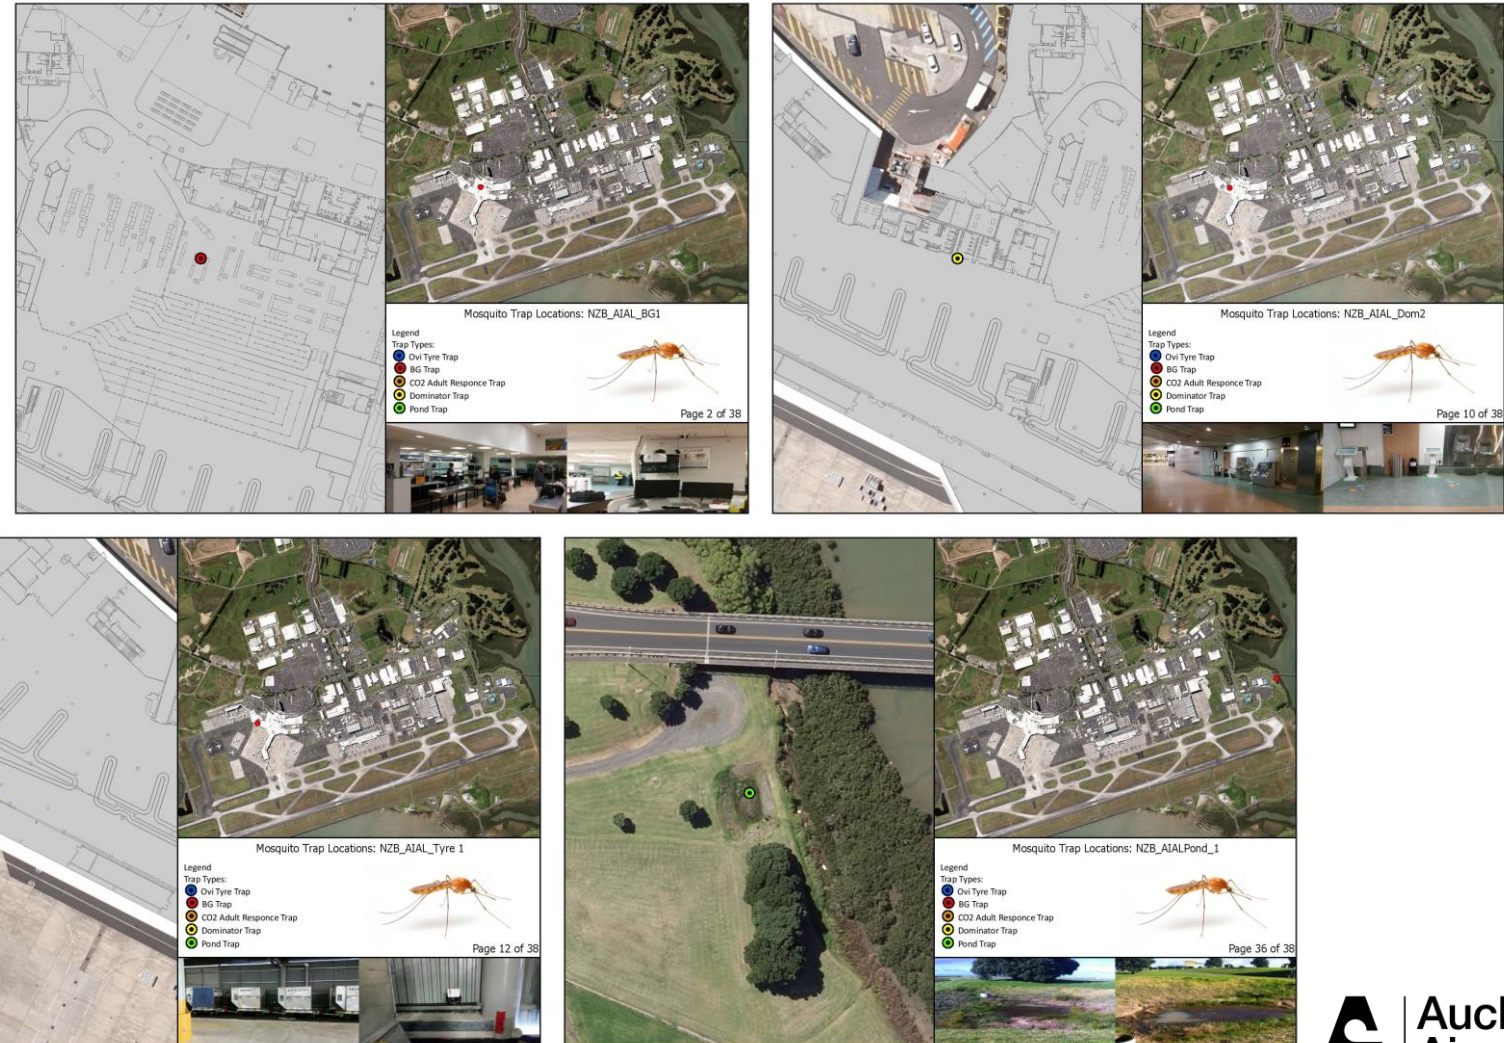 Mosquito Trap Locations: NZB_AIAL_BG1
Legend
Trap Types:
Ovi Tyre Trap
BG Trap
CO2 Adult Responce Trap
Dominator Trap
Pond Trap
Page 2 of 38
Mosquito Trap Locations: NZB_AIAL_Dom2
Legend
Trap Types:
Ovi Tyre Trap
BG Trap
CO2 Adult Responce Trap
Dominator Trap
Pond Trap
Page 10 of 38
Mosquito Trap Locations: NZB_AIAL_Tyre 1
Legend
Trap Types:
Ovi Tyre Trap
BG Trap
CO2 Adult Responce Trap
Dominator Trap
Pond Trap
Page 12 of 38
Mosquito Trap Locations: NZB_AIALPond_1
Legend
Trap Types:
Ovi Tyre Trap
BG Trap
CO2 Adult Responce Trap
Dominator Trap
Pond Trap
Page 36 of 38